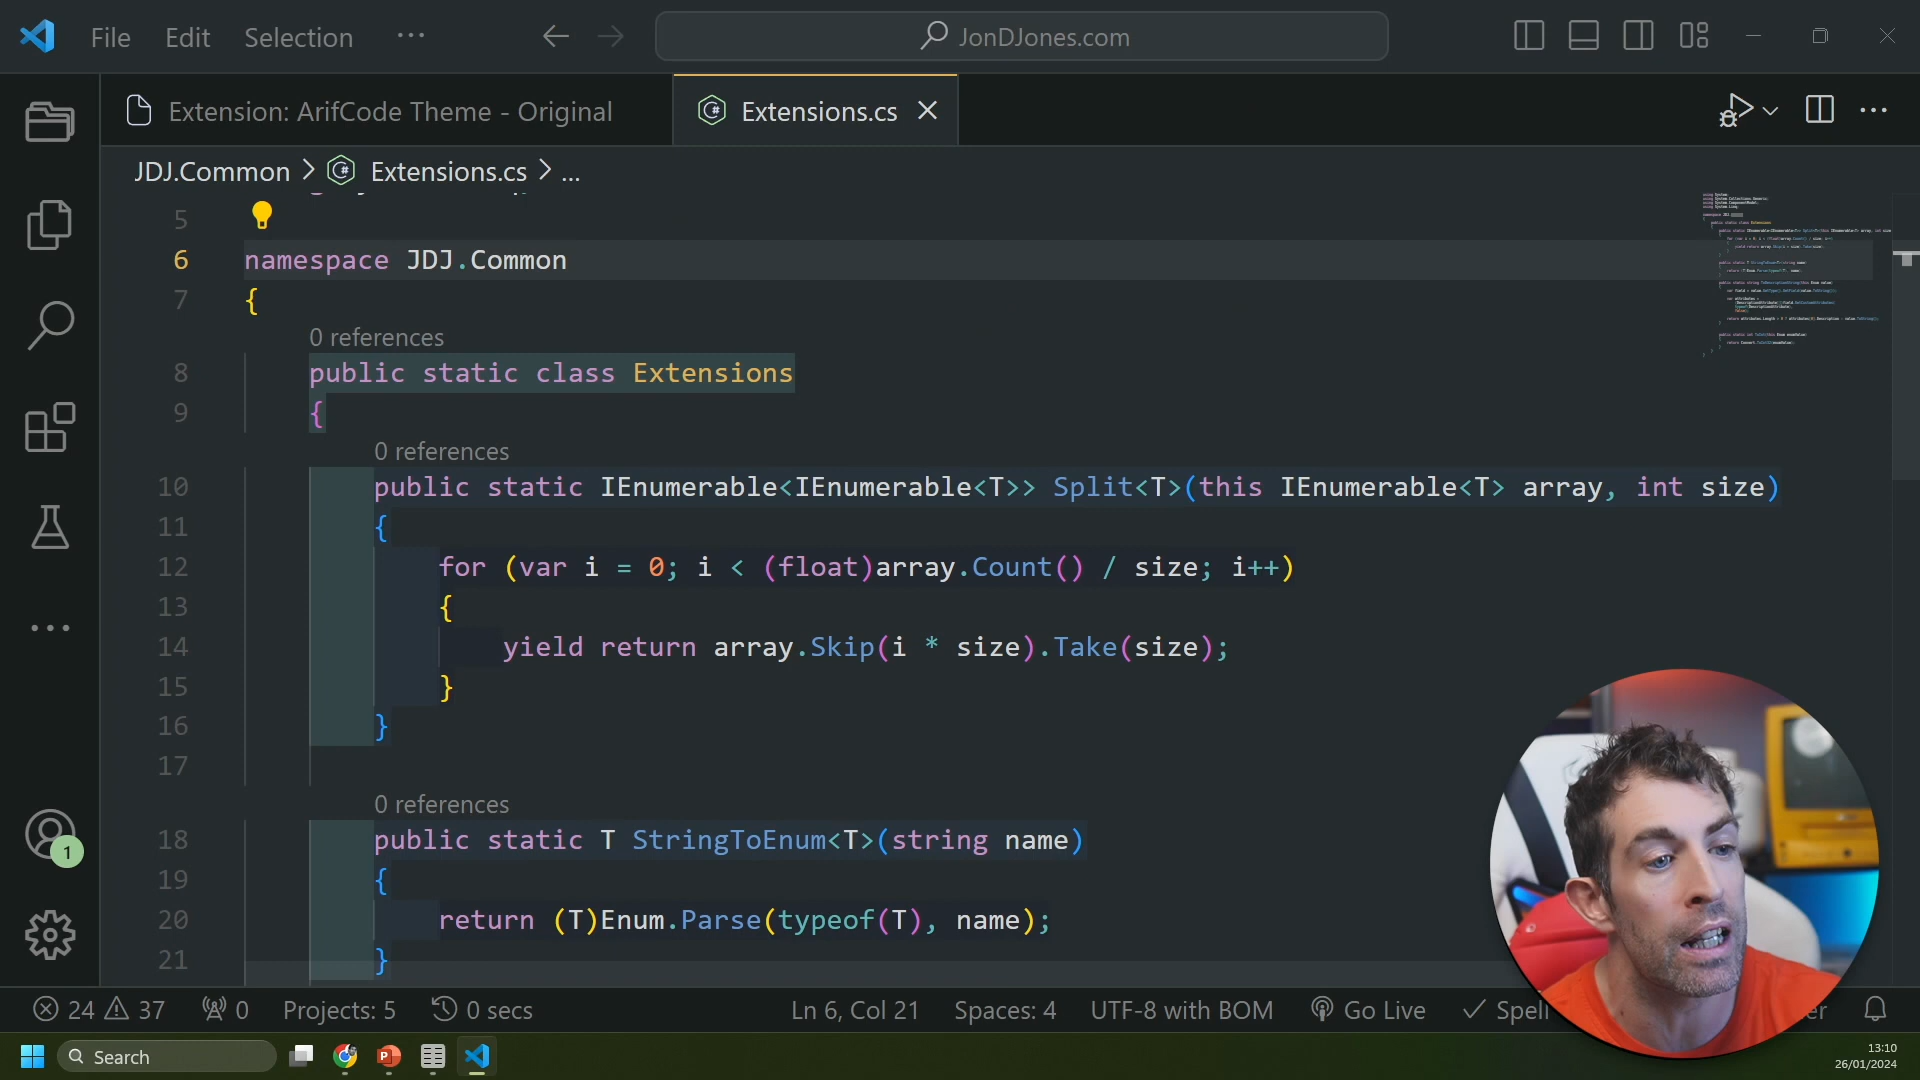 File Edit Selection ···
JonDJones.com
Extension: ArifCode Theme - Original
Extensions.cs
JDJ.Common > Extensions.cs > ...
5
6 namespace JDJ.Common
7 {
0 references
8 public static class Extensions
9 {
0 references
10 public static IEnumerable<IEnumerable<T>> Split<T>(this IEnumerable<T> array, int size)
11 {
12 for (var i = 0; i < (float)array.Count() / size; i++)
13 {
14 yield return array.Skip(i * size).Take(size);
15 }
16 }
17
0 references
18 public static T StringToEnum<T>(string name)
19 {
20 return (T)Enum.Parse(typeof(T), name);
21 }
1
24 37 0 Projects: 5 0 secs Ln 6, Col 21 Spaces: 4 UTF-8 with BOM Go Live Spell
Search
13:10
26/01/2024